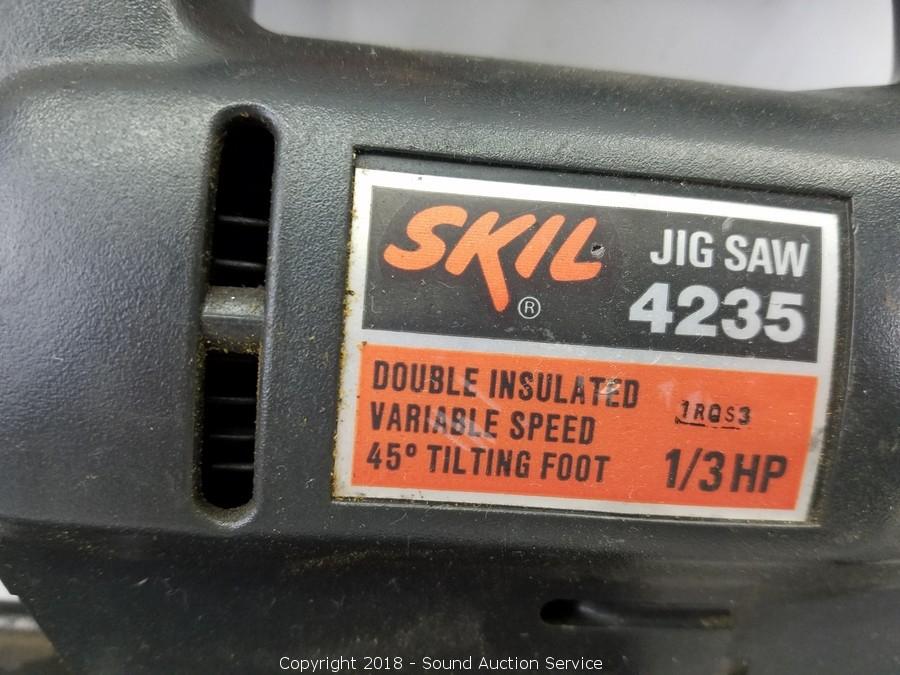 SKIL
®
JIG SAW
4235
DOUBLE INSULATED
VARIABLE SPEED
45° TILTING FOOT
1RQS3
1/3 HP
Copyright 2018 - Sound Auction Service